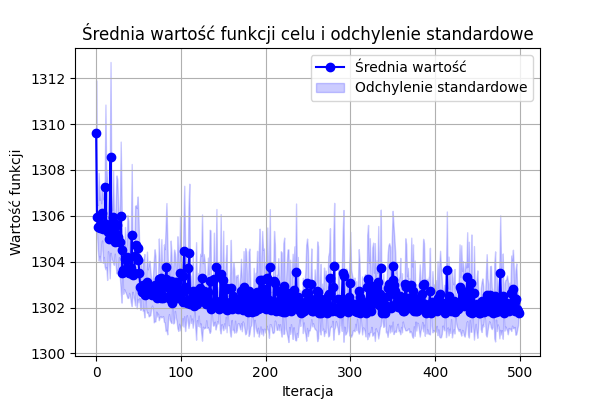 Średnia wartość funkcji celu i odchylenie standardowe
Średnia wartość
Odchylenie standardowe
Wartość funkcji
1312
1310
1308
1306
1304
1302
1300
0 100 200 300 400 500
Iteracja